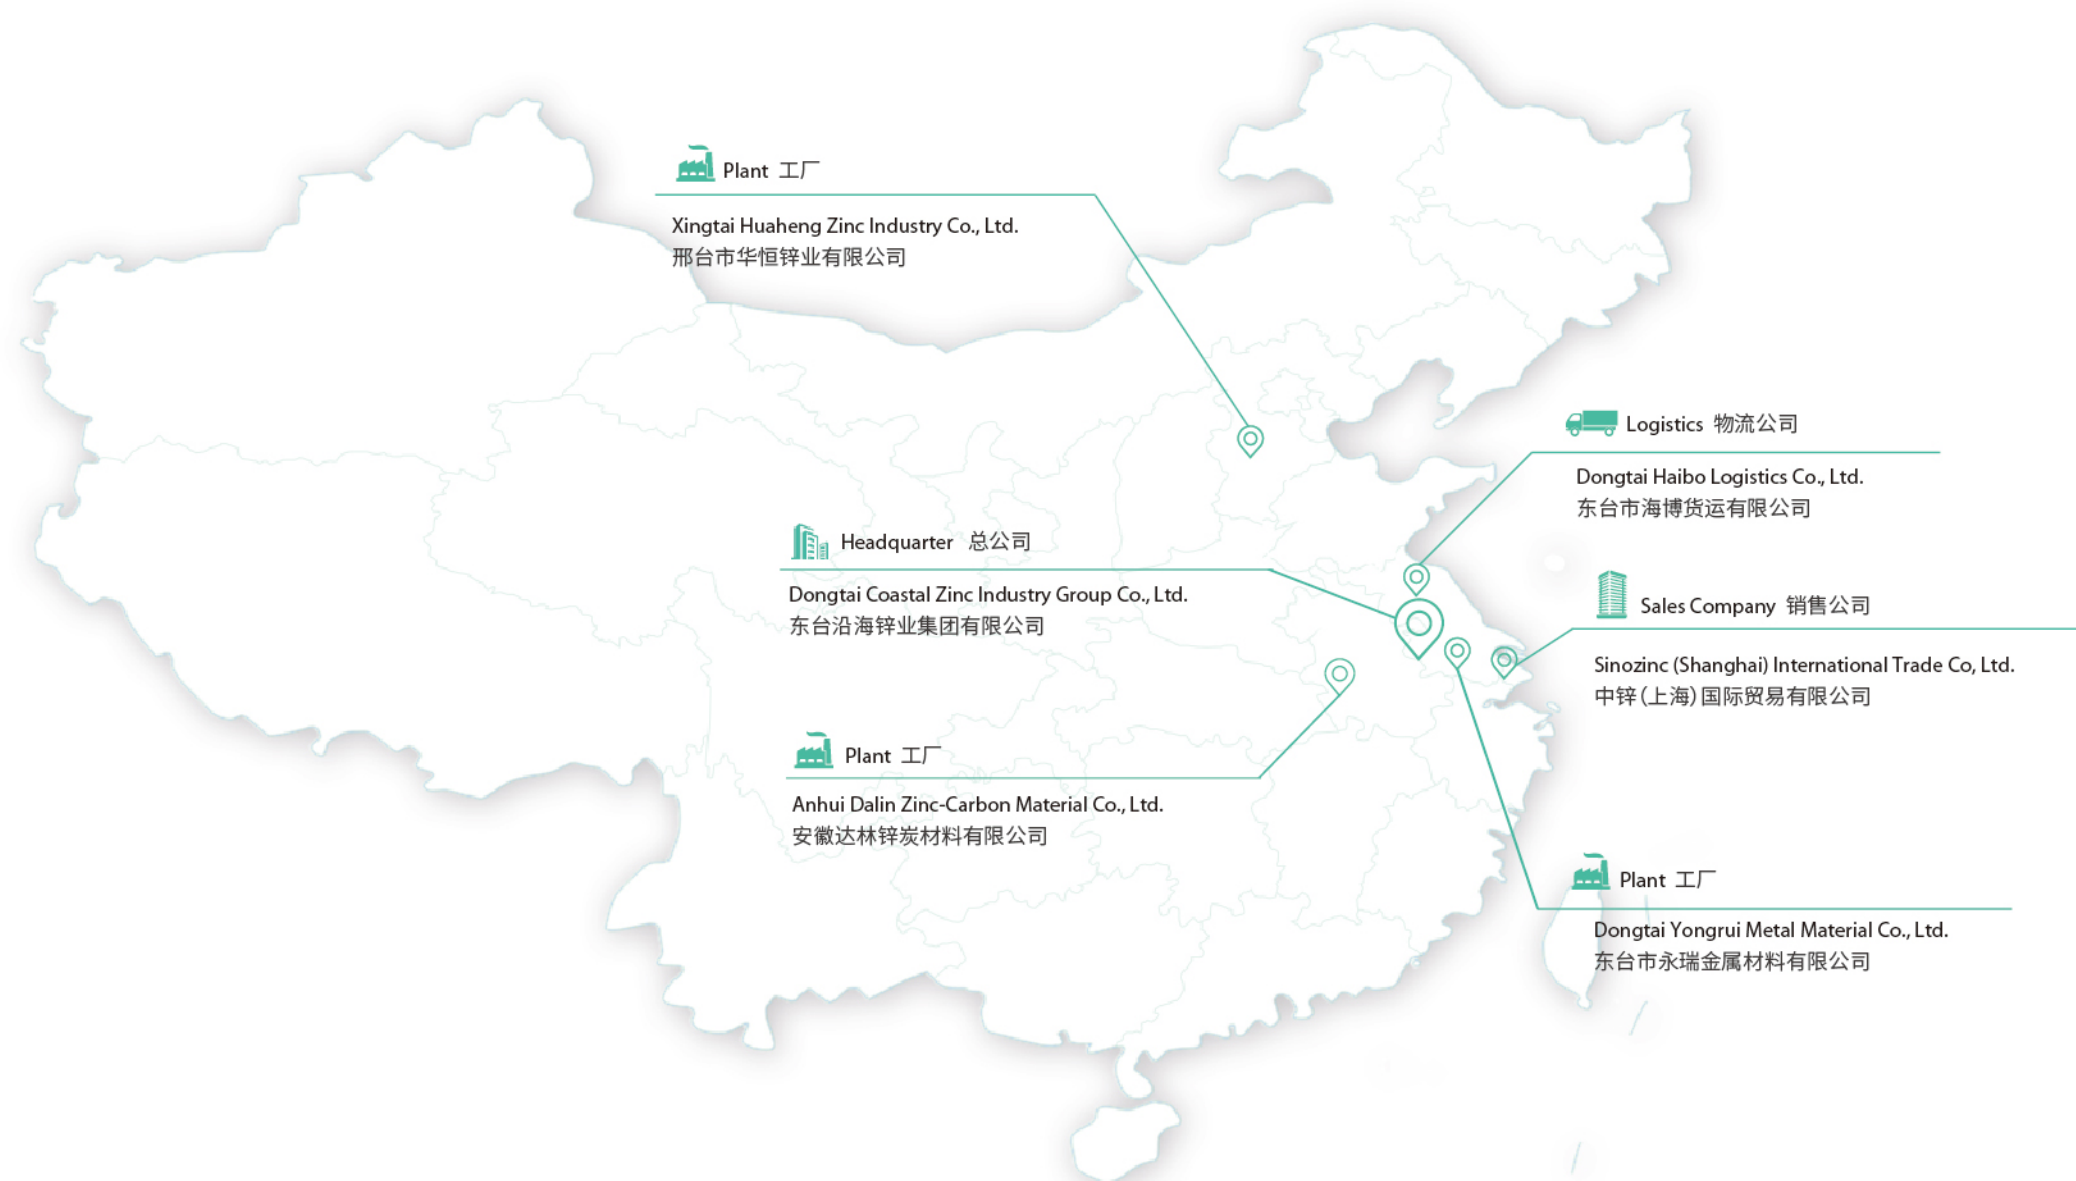 Plant 工厂
Xingtai Huaheng Zinc Industry Co., Ltd.
邢台市华恒锌业有限公司
Logistics 物流公司
Dongtai Haibo Logistics Co., Ltd.
东台市海博货运有限公司
Headquarter 总公司
Dongtai Coastal Zinc Industry Group Co., Ltd.
东台沿海锌业集团有限公司
Sales Company 销售公司
Sinozinc (Shanghai) International Trade Co, Ltd.
中锌(上海)国际贸易有限公司
Plant 工厂
Anhui Dalin Zinc-Carbon Material Co., Ltd.
安徽达林锌炭材料有限公司
Plant 工厂
Dongtai Yongrui Metal Material Co., Ltd.
东台市永瑞金属材料有限公司